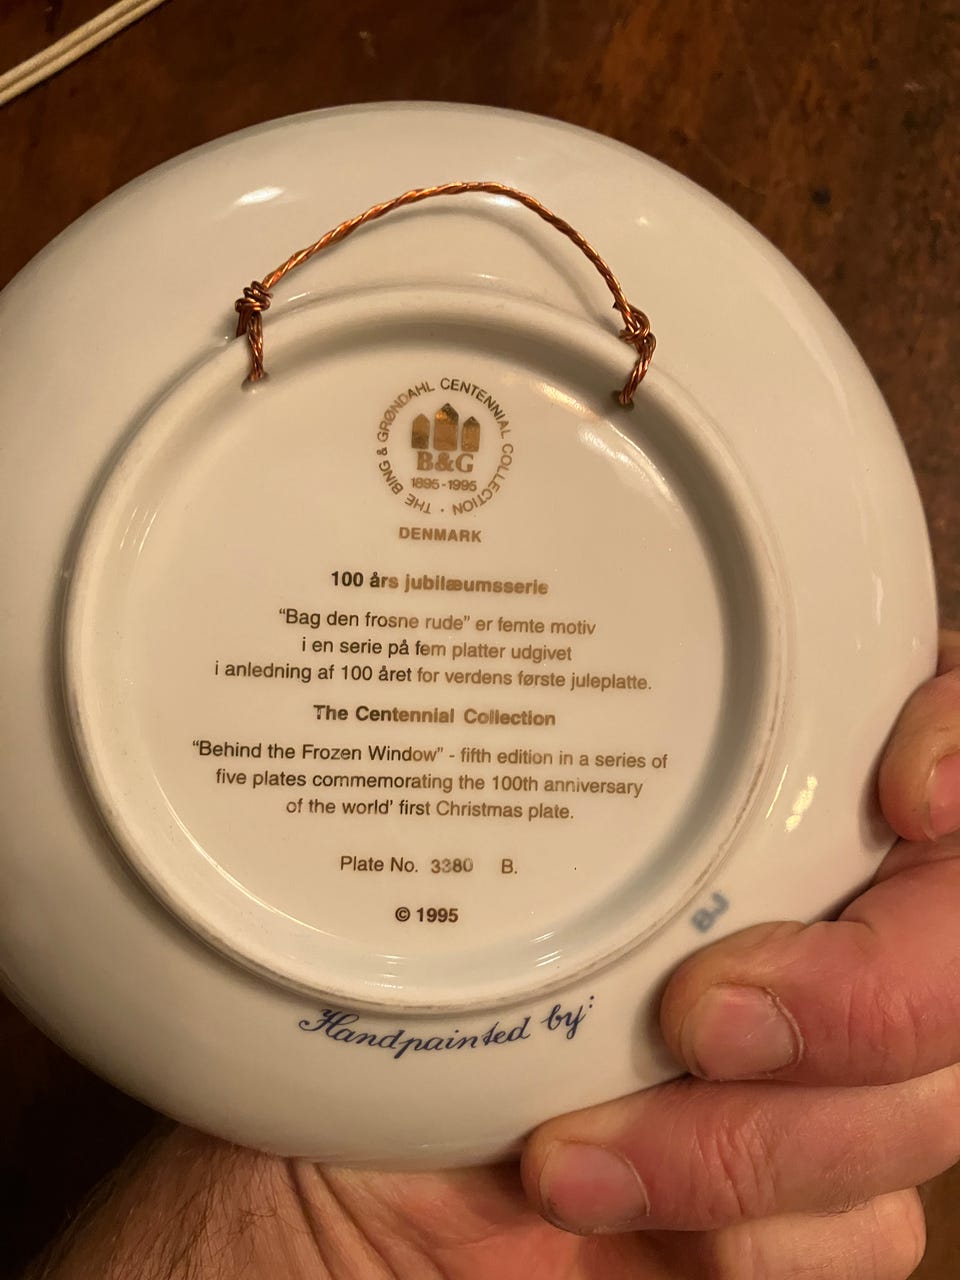 THE BING & GRØNDAHL CENTENNIAL COLLECTION ·
B&G
1895-1995
DENMARK
100 års jubilæumsserie
“Bag den frosne rude” er femte motiv
i en serie på fem platter udgivet
i anledning af 100 året for verdens første juleplatte.
The Centennial Collection
“Behind the Frozen Window” - fifth edition in a series of
five plates commemorating the 100th anniversary
of the world’ first Christmas plate.
Plate No. 3380 B.
© 1995
Handpainted by:
BJ